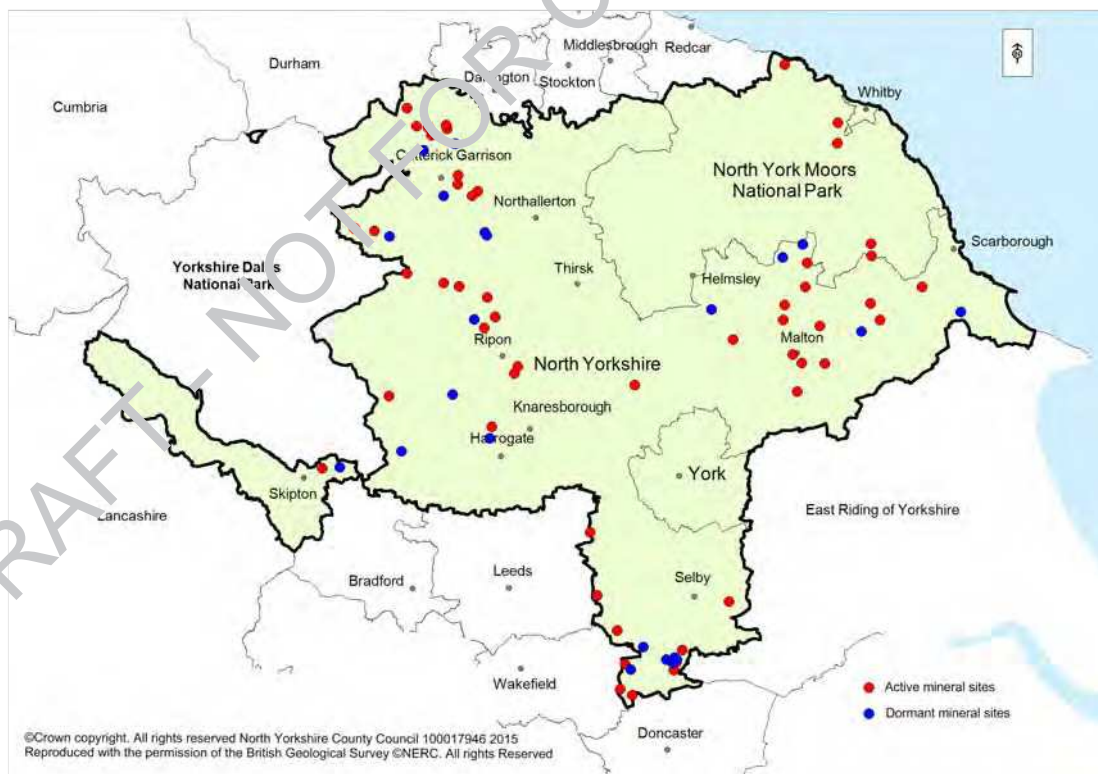 Middlesbrough
Redcar
Durham
Darlington
Stockton
Cumbria
Whitby
Catterick Garrison
North York Moors
National Park
Northallerton
Scarborough
Yorkshire Dales
National Park
Thirsk
Helmsley
Ripon
Malton
North Yorkshire
Knaresborough
Harrogate
York
Skipton
Lancashire
East Riding of Yorkshire
Bradford
Leeds
Selby
Wakefield
Doncaster
Active mineral sites
Dormant mineral sites
©Crown copyright. All rights reserved North Yorkshire County Council 100017946 2015
Reproduced with the permission of the British Geological Survey ©NERC. All rights Reserved
DRAFT - NOT FOR